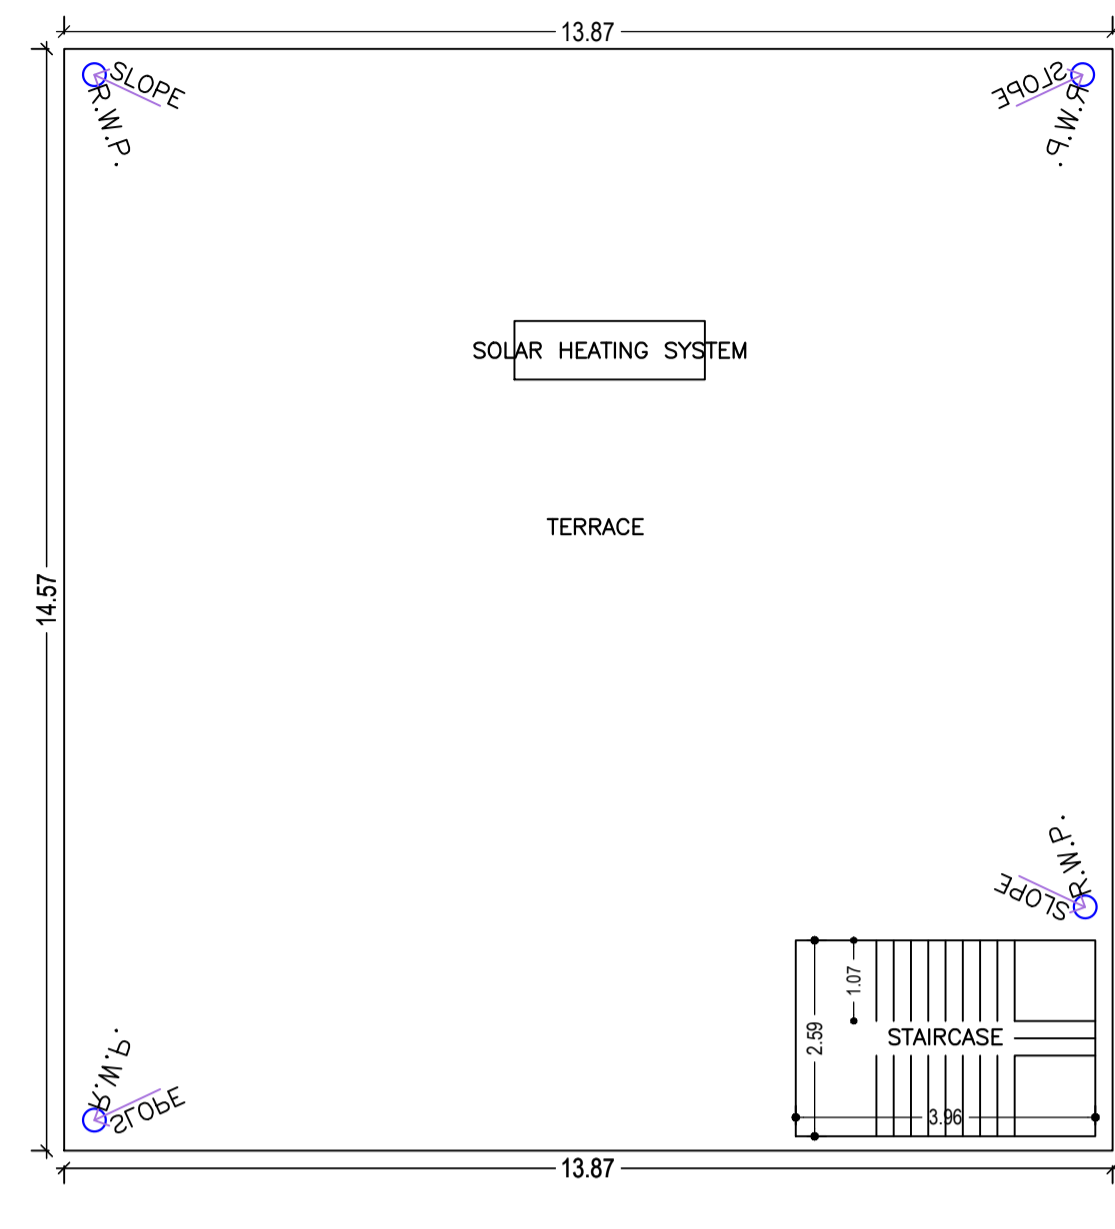 13.87
SLOPE
R.W.P.
SLOPE
R.W.P.
SOLAR HEATING SYSTEM
TERRACE
14.57
R.W.P.
SLOPE
1.07
2.59
STAIRCASE
3.96
R.W.P.
SLOPE
13.87